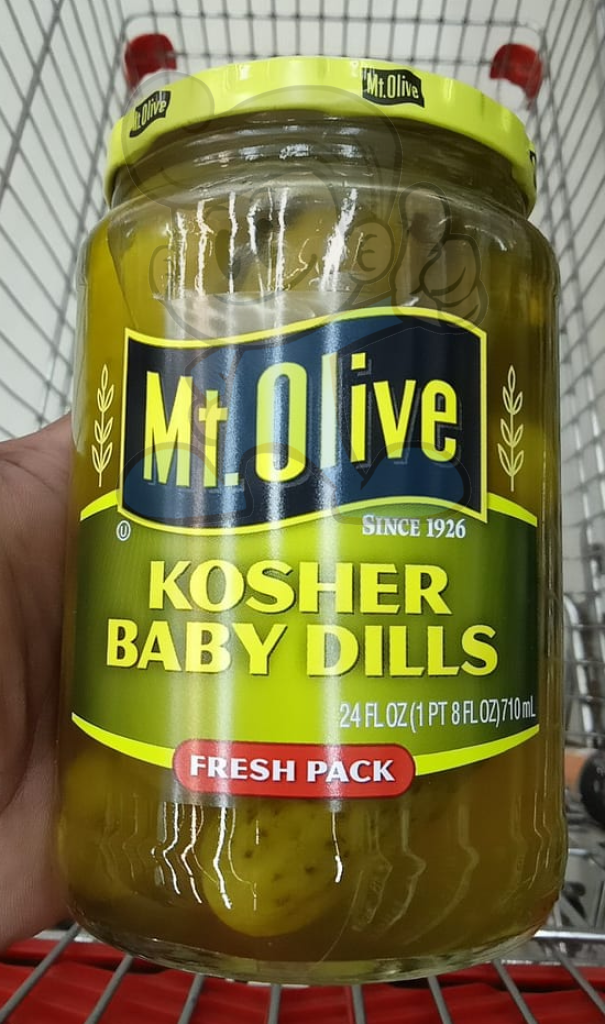 Mt.Olive
Mt.Olive
Mt.Olive
SINCE 1926
U
KOSHER
BABY DILLS
24 FL OZ (1 PT 8 FL OZ) 710 mL
FRESH PACK